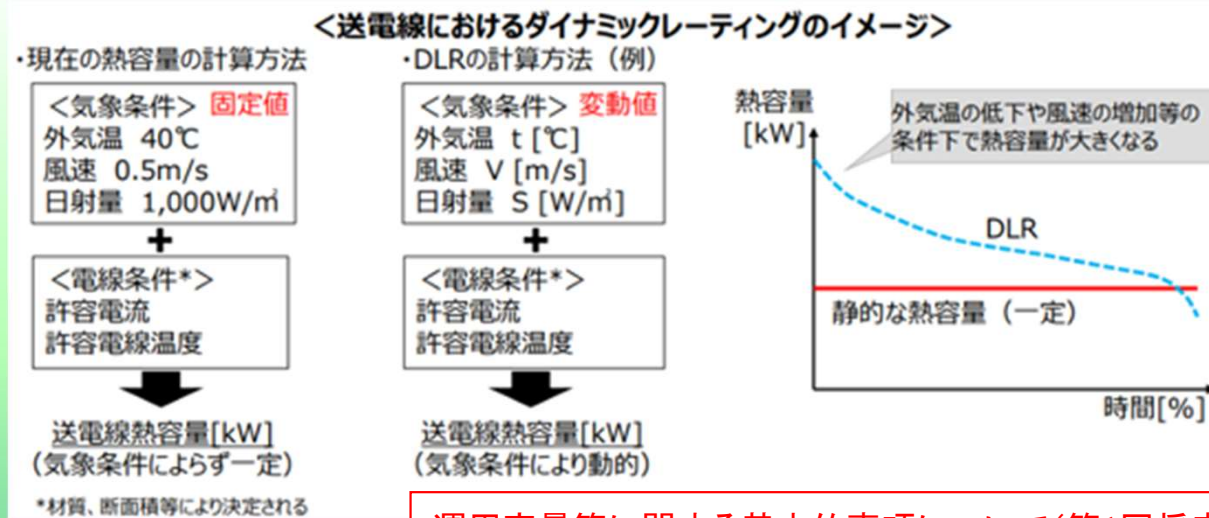 <送電線におけるダイナミックレーティングのイメージ>
・現在の熱容量の計算方法
<気象条件> 固定値
外気温 40℃
風速 0.5m/s
日射量 1,000W/㎡
+
<電線条件*>
許容電流
許容電線温度
送電線熱容量[kW]
(気象条件によらず一定)
*材質、断面積等により決定される
・DLRの計算方法(例)
<気象条件> 変動値
外気温 t [℃]
風速 V [m/s]
日射量 S [W/㎡]
+
<電線条件*>
許容電流
許容電線温度
送電線熱容量[kW]
(気象条件により動的)
熱容量
[kW]
外気温の低下や風速の増加等の
条件下で熱容量が大きくなる
DLR
静的な熱容量(一定)
時間[%]